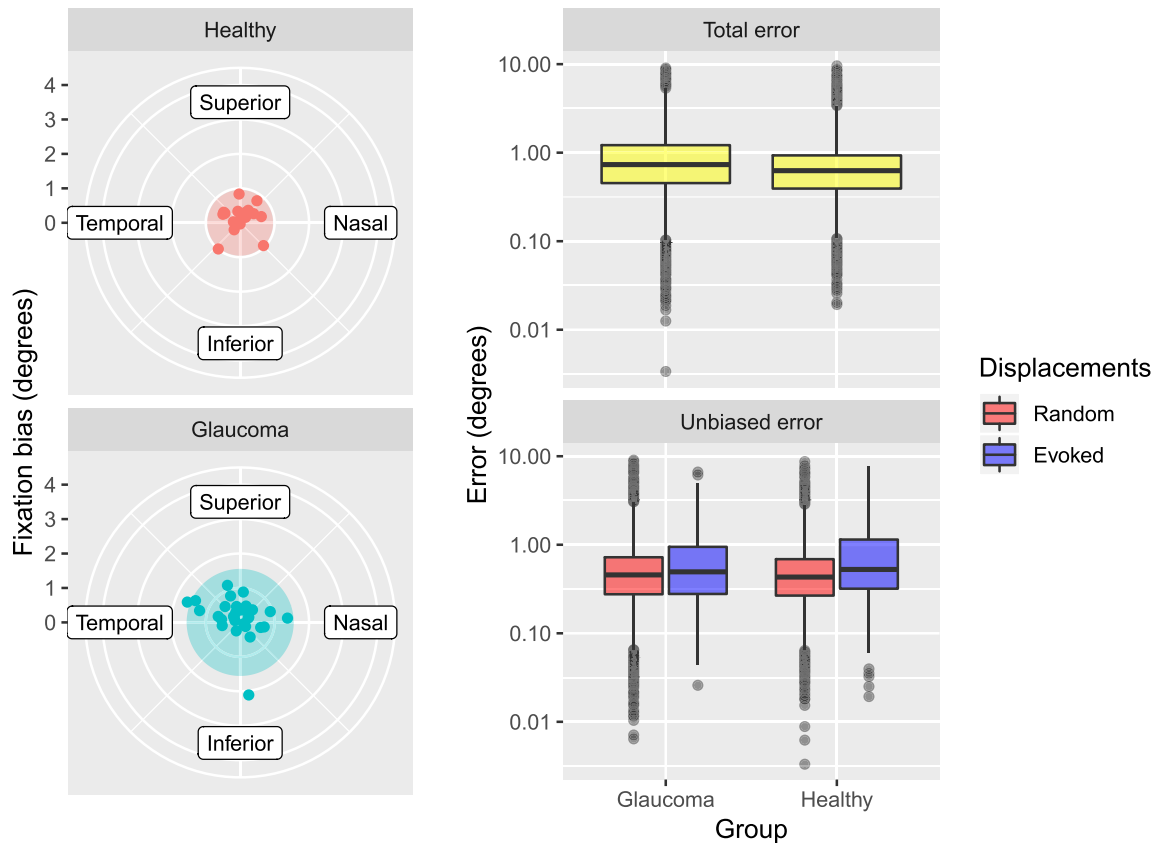 Healthy
Fixation bias (degrees)
4
3
2
1
0
Superior
Temporal
Nasal
Inferior
Glaucoma
4
3
2
1
0
Superior
Temporal
Nasal
Inferior
Error (degrees)
Total error
10.00
1.00
0.10
0.01
Unbiased error
10.00
1.00
0.10
0.01
Glaucoma
Healthy
Group
Displacements
Random
Evoked